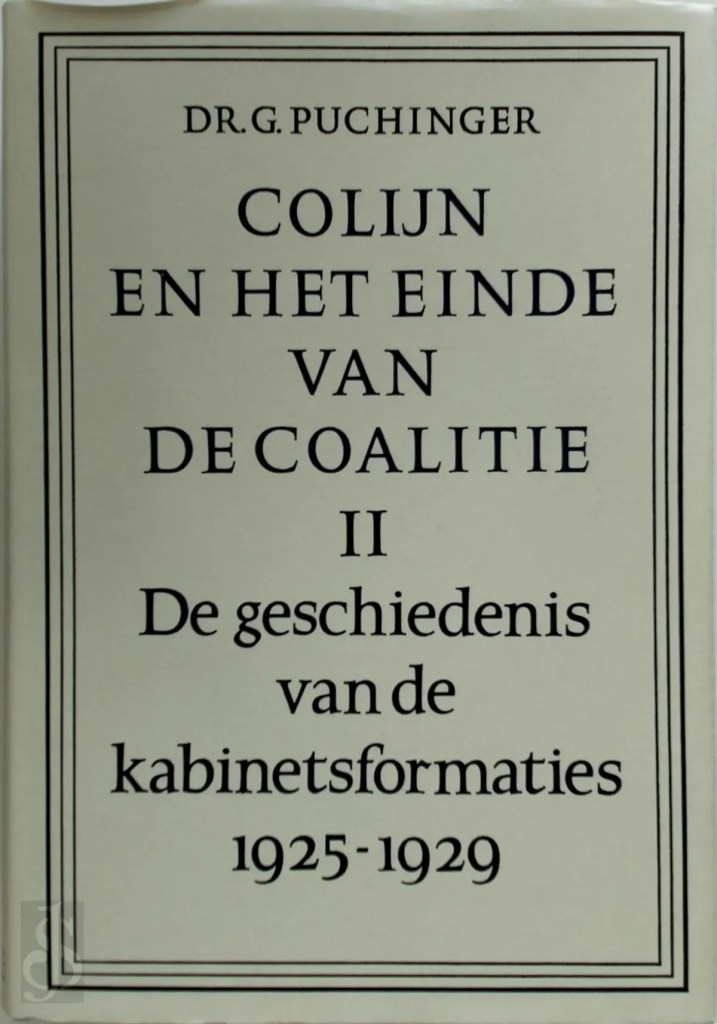 DR. G. PUCHINGER
COLIJN
EN HET EINDE
VAN
DE COALITIE
II
De geschiedenis
van de
kabinetsformaties
1925-1929